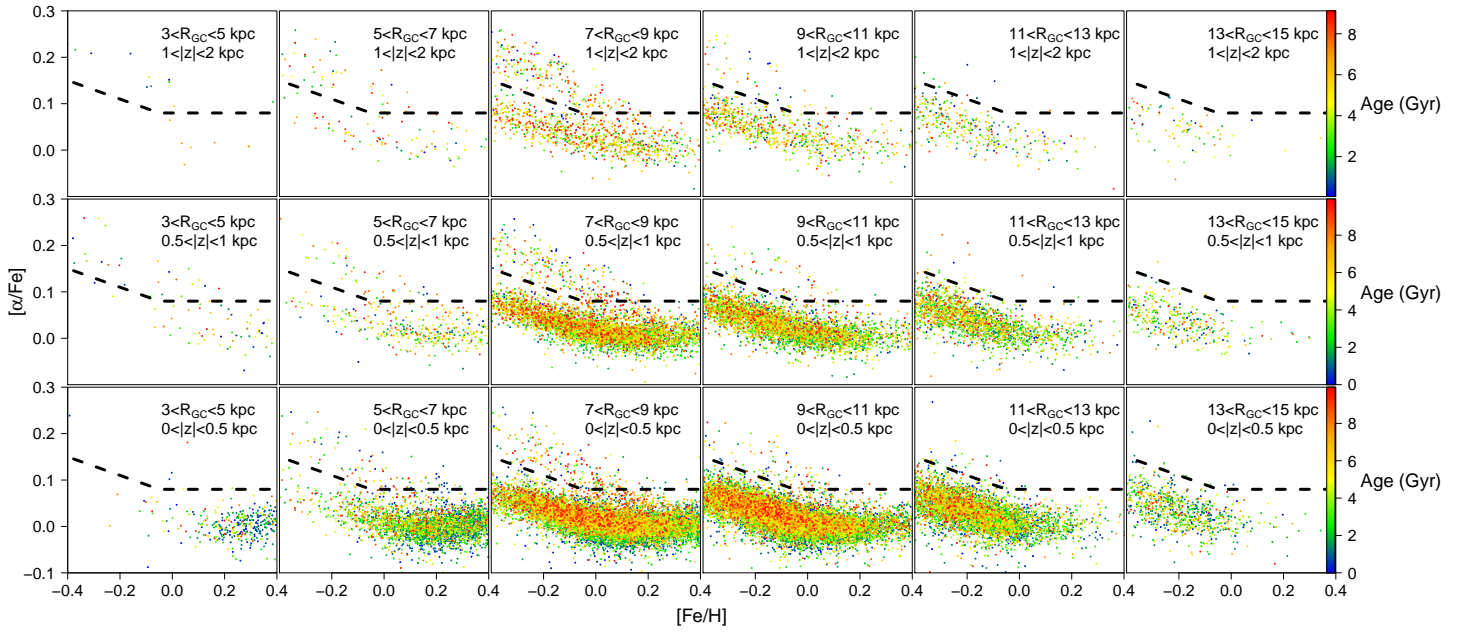 0.3
0.2
0.1
0.0
3<R_GC<5 kpc
1<|z|<2 kpc
5<R_GC<7 kpc
1<|z|<2 kpc
7<R_GC<9 kpc
1<|z|<2 kpc
9<R_GC<11 kpc
1<|z|<2 kpc
11<R_GC<13 kpc
1<|z|<2 kpc
13<R_GC<15 kpc
1<|z|<2 kpc
8
6
4
2
Age (Gyr)
[α/Fe]
0.3
0.2
0.1
0.0
3<R_GC<5 kpc
0.5<|z|<1 kpc
5<R_GC<7 kpc
0.5<|z|<1 kpc
7<R_GC<9 kpc
0.5<|z|<1 kpc
9<R_GC<11 kpc
0.5<|z|<1 kpc
11<R_GC<13 kpc
0.5<|z|<1 kpc
13<R_GC<15 kpc
0.5<|z|<1 kpc
8
6
4
2
0
Age (Gyr)
0.3
0.2
0.1
0.0
−0.1
3<R_GC<5 kpc
0<|z|<0.5 kpc
5<R_GC<7 kpc
0<|z|<0.5 kpc
7<R_GC<9 kpc
0<|z|<0.5 kpc
9<R_GC<11 kpc
0<|z|<0.5 kpc
11<R_GC<13 kpc
0<|z|<0.5 kpc
13<R_GC<15 kpc
0<|z|<0.5 kpc
8
6
4
2
0
Age (Gyr)
−0.4 −0.2 0.0 0.2 0.4 −0.2 0.0 0.2 0.4 −0.2 0.0 0.2 0.4 −0.2 0.0 0.2 0.4 −0.2 0.0 0.2 0.4 −0.2 0.0 0.2 0.4
[Fe/H]